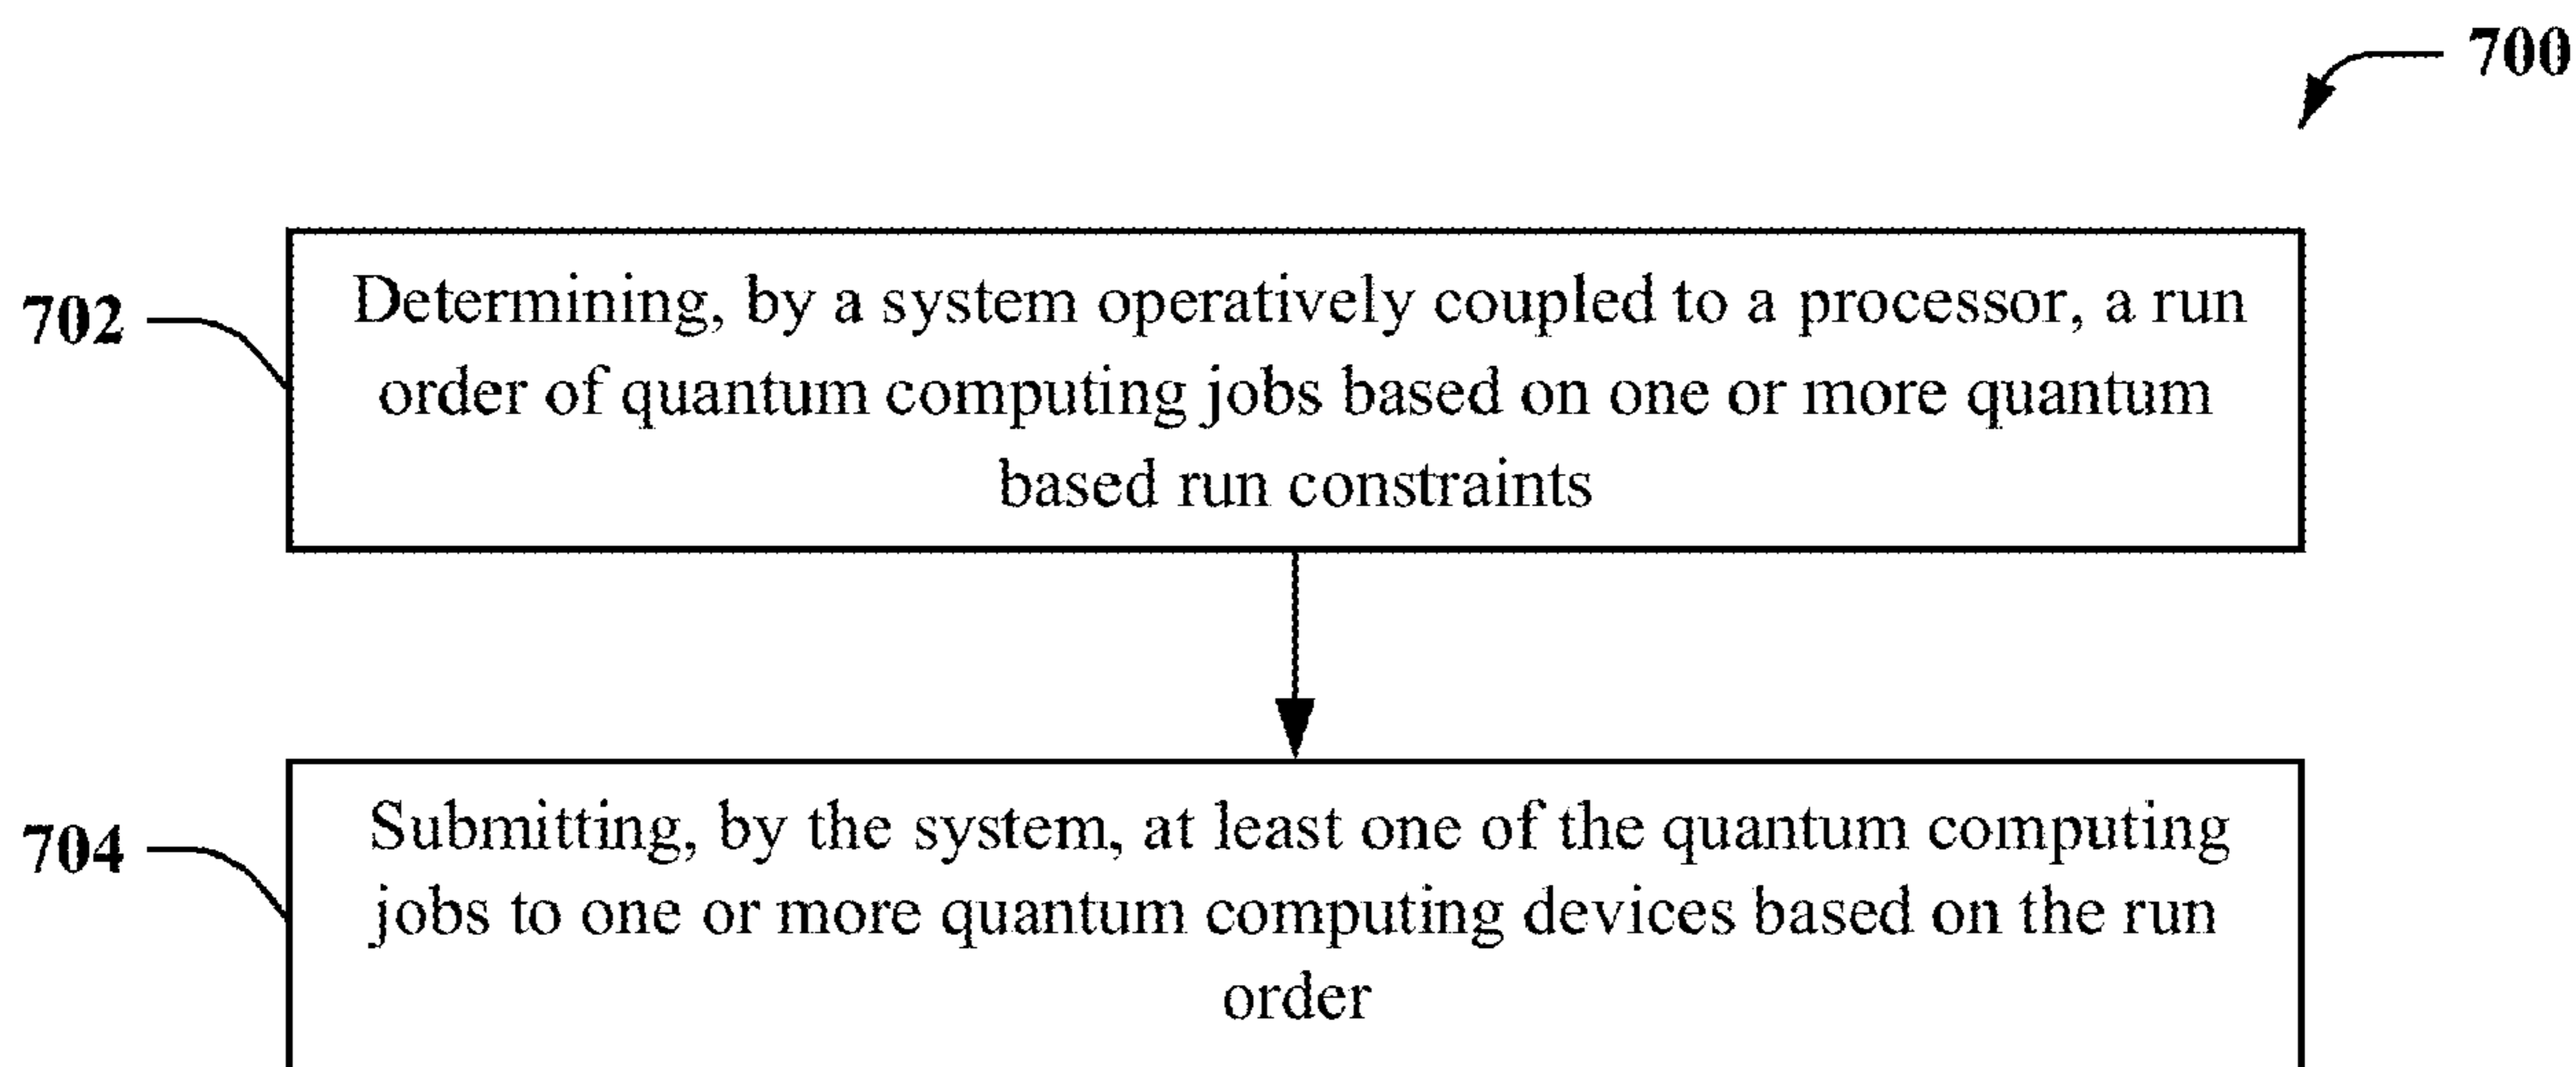 700
702
Determining, by a system operatively coupled to a processor, a run
order of quantum computing jobs based on one or more quantum
based run constraints
704
Submitting, by the system, at least one of the quantum computing
jobs to one or more quantum computing devices based on the run
order